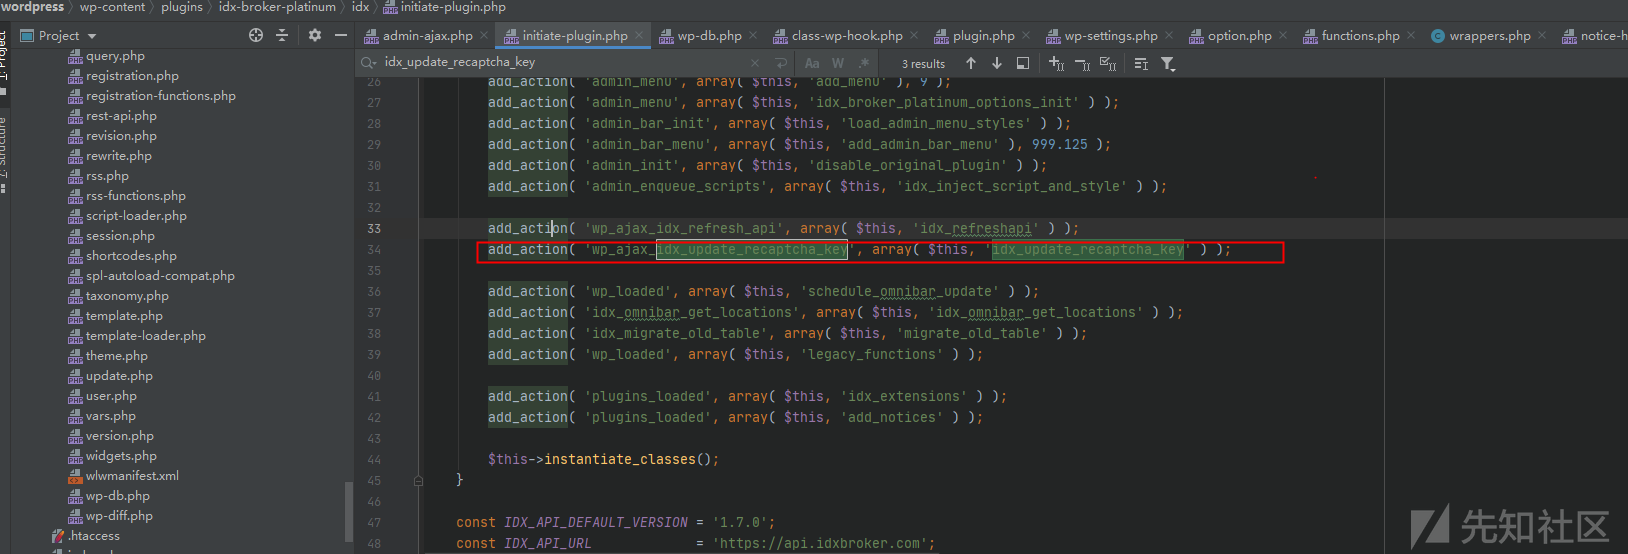 wordpress › wp-content › plugins › idx-broker-platinum › idx › initiate-plugin.php
Project
admin-ajax.php × initiate-plugin.php × wp-db.php × class-wp-hook.php × plugin.php × wp-settings.php × option.php × functions.php × wrappers.php × notice-h
idx_update_recaptcha_key × Aa W .* 3 results
1: Project
7: Structure
query.php
registration.php
registration-functions.php
rest-api.php
revision.php
rewrite.php
rss.php
rss-functions.php
script-loader.php
session.php
shortcodes.php
spl-autoload-compat.php
taxonomy.php
template.php
template-loader.php
theme.php
update.php
user.php
vars.php
version.php
widgets.php
wlwmanifest.xml
wp-db.php
wp-diff.php
.htaccess
26 add_action( 'admin_menu', array( $this, 'add_menu' ), 9 );
27 add_action( 'admin_menu', array( $this, 'idx_broker_platinum_options_init' ) );
28 add_action( 'admin_bar_init', array( $this, 'load_admin_menu_styles' ) );
29 add_action( 'admin_bar_menu', array( $this, 'add_admin_bar_menu' ), 999.125 );
30 add_action( 'admin_init', array( $this, 'disable_original_plugin' ) );
31 add_action( 'admin_enqueue_scripts', array( $this, 'idx_inject_script_and_style' ) );
32
33 add_action( 'wp_ajax_idx_refresh_api', array( $this, 'idx_refreshapi' ) );
34 add_action( 'wp_ajax_idx_update_recaptcha_key', array( $this, 'idx_update_recaptcha_key' ) );
35
36 add_action( 'wp_loaded', array( $this, 'schedule_omnibar_update' ) );
37 add_action( 'idx_omnibar_get_locations', array( $this, 'idx_omnibar_get_locations' ) );
38 add_action( 'idx_migrate_old_table', array( $this, 'migrate_old_table' ) );
39 add_action( 'wp_loaded', array( $this, 'legacy_functions' ) );
40
41 add_action( 'plugins_loaded', array( $this, 'idx_extensions' ) );
42 add_action( 'plugins_loaded', array( $this, 'add_notices' ) );
43
44 $this->instantiate_classes();
45 }
46
47 const IDX_API_DEFAULT_VERSION = '1.7.0';
48 const IDX_API_URL = 'https://api.idxbroker.com';
先知社区